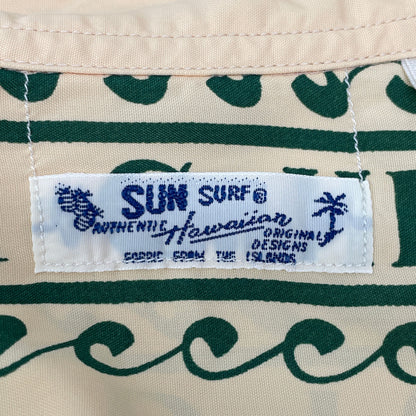 SUN SURF®
AUTHENTIC Hawaiian ORIGINAL
DESIGNS
FABRIC FROM THE ISLANDS